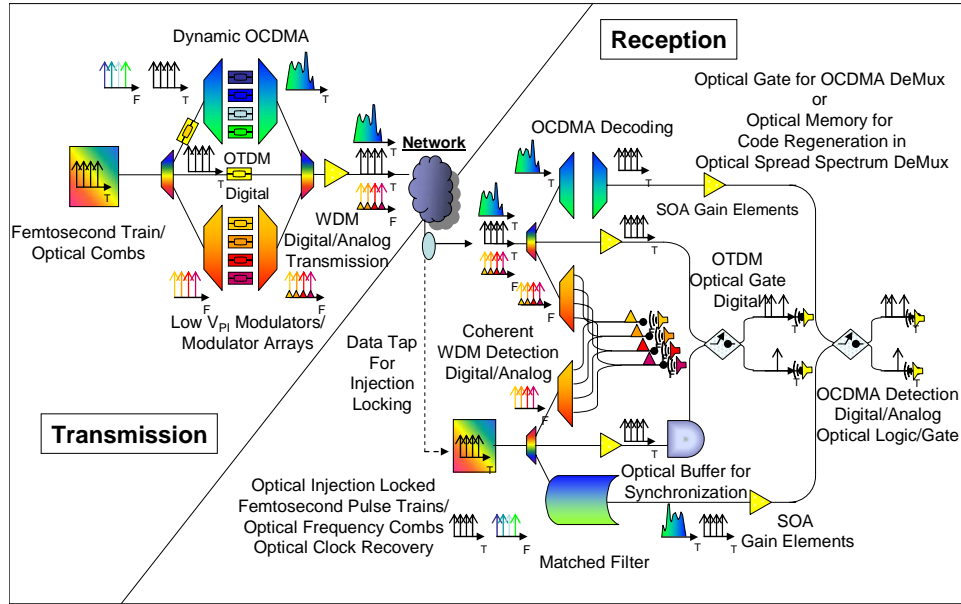 Reception
Dynamic OCDMA
F
T
T
Optical Gate for OCDMA DeMux
or
Optical Memory for
Code Regeneration in
Optical Spread Spectrum DeMux
OCDMA Decoding
Network
T
T
T
OTDM
T
T
T
T
Digital
T
T
SOA Gain Elements
F
WDM
Digital/Analog
Transmission
Femtosecond Train/
Optical Combs
T
T
F
OTDM
Optical Gate
Digital
F
F
F
T
T
Low VPI Modulators/
Modulator Arrays
Coherent
WDM Detection
Digital/Analog
Data Tap
For
Injection
Locking
T
T
OCDMA Detection
Digital/Analog
Optical Logic/Gate
F
Transmission
T
T
Optical Buffer for
Synchronization
Optical Injection Locked
Femtosecond Pulse Trains/
Optical Frequency Combs
Optical Clock Recovery
T
F
T
T
SOA
Gain Elements
Matched Filter